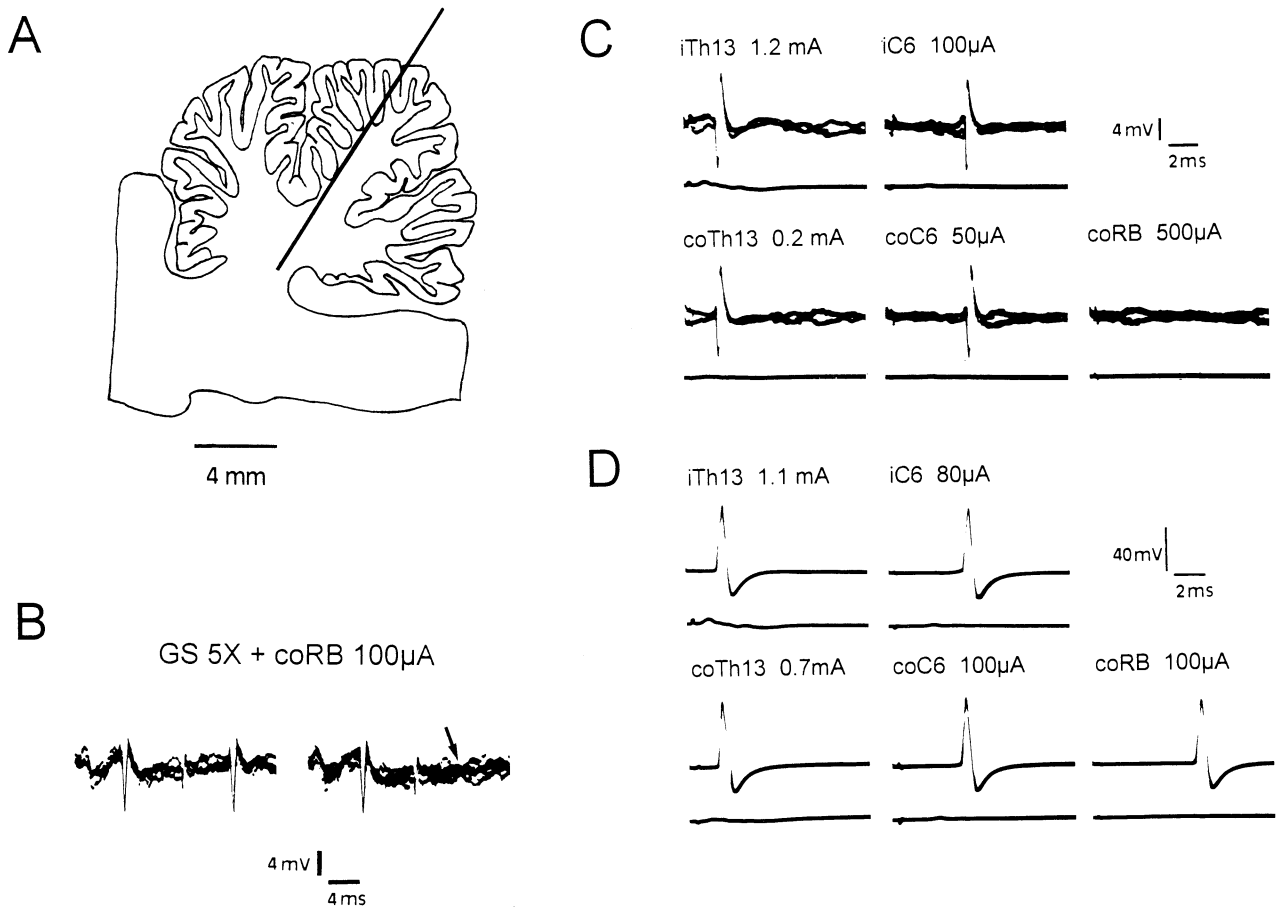 A
4 mm
B
GS 5X + coRB 100µA
4 mV
4 ms
C
iTh13 1.2 mA
iC6 100µA
4 mV
2 ms
coTh13 0.2 mA
coC6 50µA
coRB 500µA
D
iTh13 1.1 mA
iC6 80µA
40 mV
2 ms
coTh13 0.7mA
coC6 100µA
coRB 100µA